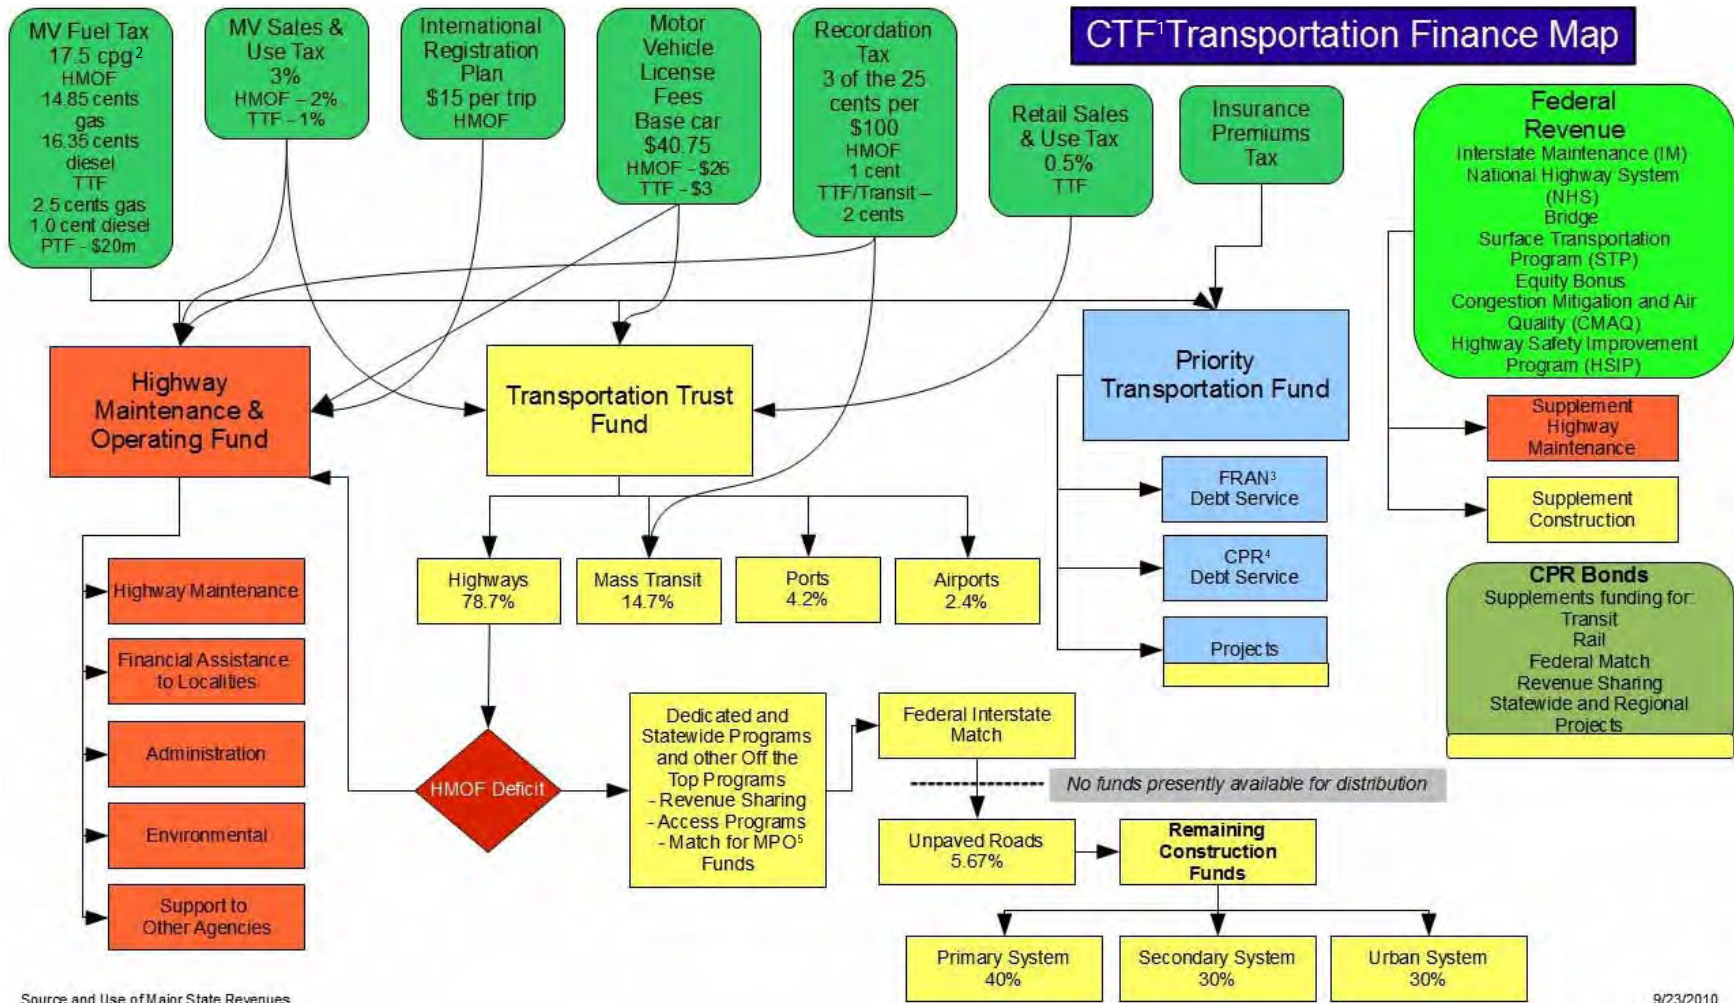 CTF¹Transportation Finance Map
MV Fuel Tax
17.5 cpg²
HMOF
14.85 cents
gas
16.35 cents
diesel
TTF
2.5 cents gas
1.0 cent diesel
PTF - $20m
MV Sales &
Use Tax
3%
HMOF – 2%
TTF – 1%
International
Registration
Plan
$15 per trip
HMOF
Motor
Vehicle
License
Fees
Base car
$40.75
HMOF - $26
TTF - $3
Recordation
Tax
3 of the 25
cents per
$100
HMOF
1 cent
TTF/Transit –
2 cents
Retail Sales
& Use Tax
0.5%
TTF
Insurance
Premiums
Tax
Federal
Revenue
Interstate Maintenance (IM)
National Highway System
(NHS)
Bridge
Surface Transportation
Program (STP)
Equity Bonus
Congestion Mitigation and Air
Quality (CMAQ)
Highway Safety Improvement
Program (HSIP)
Highway
Maintenance &
Operating Fund
Transportation Trust
Fund
Priority
Transportation Fund
Supplement
Highway
Maintenance
Supplement
Construction
FRAN³
Debt Service
CPR⁴
Debt Service
Projects
CPR Bonds
Supplements funding for:
Transit
Rail
Federal Match
Revenue Sharing
Statewide and Regional
Projects
Highways
78.7%
Mass Transit
14.7%
Ports
4.2%
Airports
2.4%
Highway Maintenance
Financial Assistance
to Localities
Administration
Environmental
Support to
Other Agencies
HMOF Deficit
Dedicated and
Statewide Programs
and other Off the
Top Programs
- Revenue Sharing
- Access Programs
- Match for MPO⁵
Funds
Federal Interstate
Match
No funds presently available for distribution
Unpaved Roads
5.67%
Remaining
Construction
Funds
Primary System
40%
Secondary System
30%
Urban System
30%
Source and Use of Major State Revenues
9/23/2010